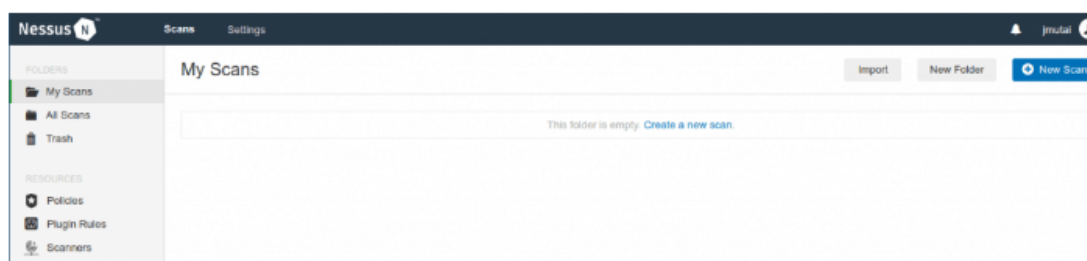 Nessus N Scans Settings jmutai
FOLDERS
My Scans
All Scans
Trash
RESOURCES
Policies
Plugin Rules
Scanners
My Scans Import New Folder New Scan
This folder is empty. Create a new scan.